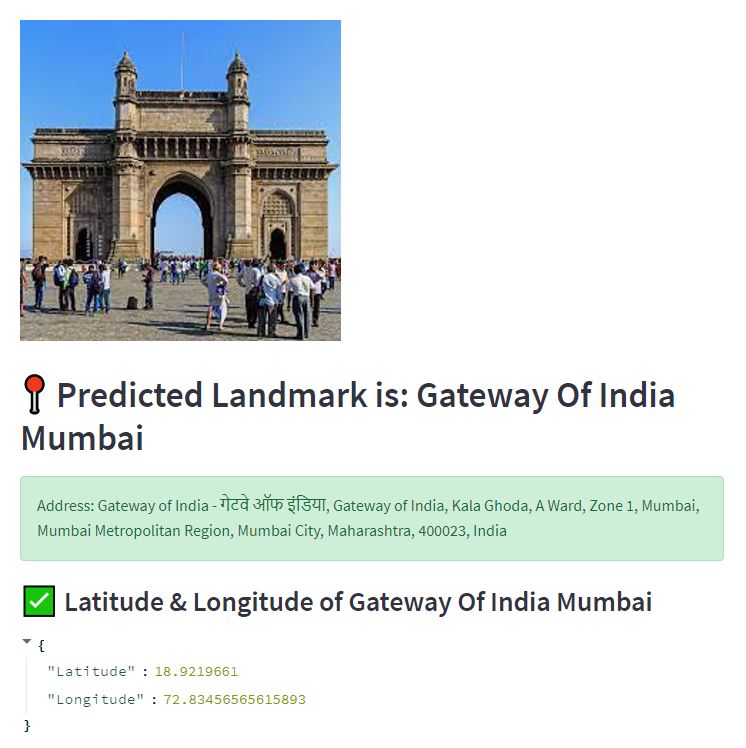 Predicted Landmark is: Gateway Of India
Mumbai
Address: Gateway of India - गेटवे ऑफ इंडिया, Gateway of India, Kala Ghoda, A Ward, Zone 1, Mumbai,
Mumbai Metropolitan Region, Mumbai City, Maharashtra, 400023, India
Latitude & Longitude of Gateway Of India Mumbai
{
"Latitude" : 18.9219661
"Longitude" : 72.83456565615893
}